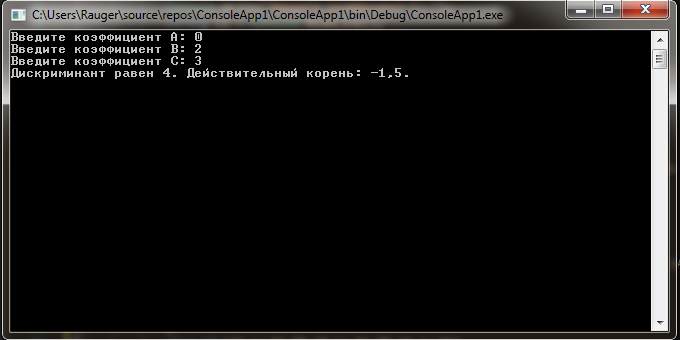 C:\Users\Rauger\source\repos\ConsoleApp1\ConsoleApp1\bin\Debug\ConsoleApp1.exe
Введите коэффициент A: 0
Введите коэффициент B: 2
Введите коэффициент C: 3
Дискриминант равен 4. Действительный корень: -1,5.